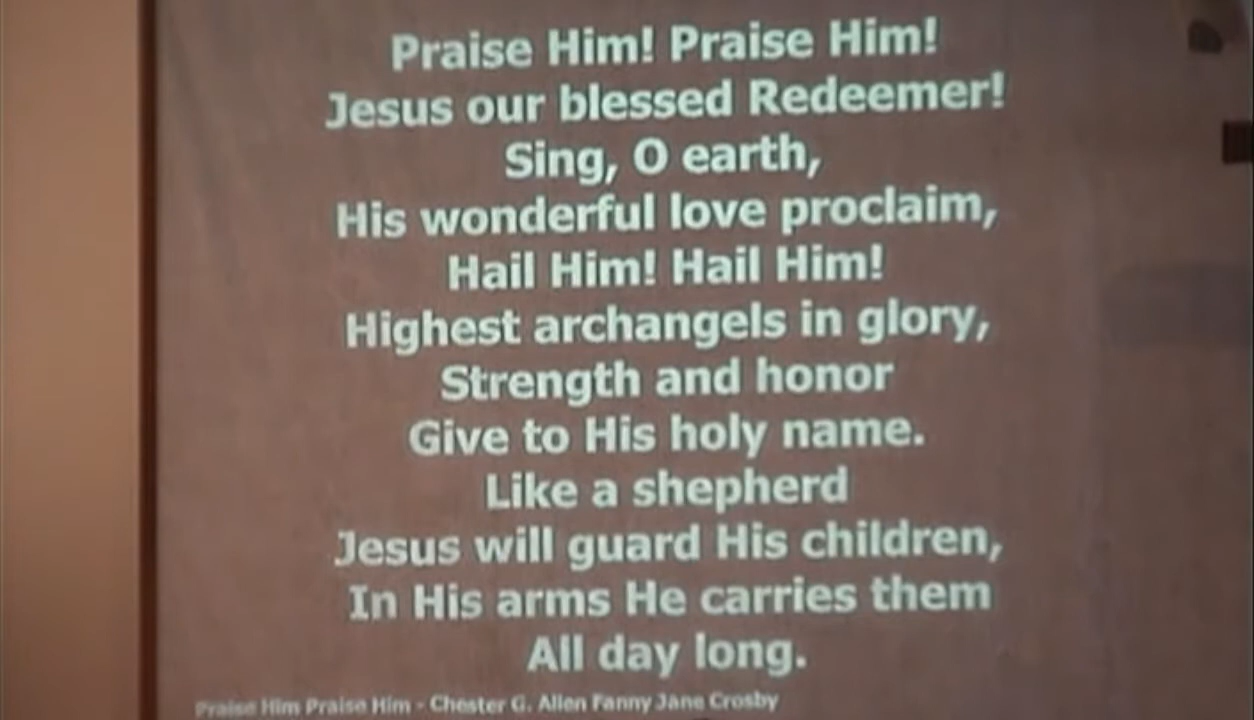 Praise Him! Praise Him!
Jesus our blessed Redeemer!
Sing, O earth,
His wonderful love proclaim,
Hail Him! Hail Him!
Highest archangels in glory,
Strength and honor
Give to His holy name.
Like a shepherd
Jesus will guard His children,
In His arms He carries them
All day long.
Praise Him Praise Him - Chester G. Allen Fanny Jane Crosby